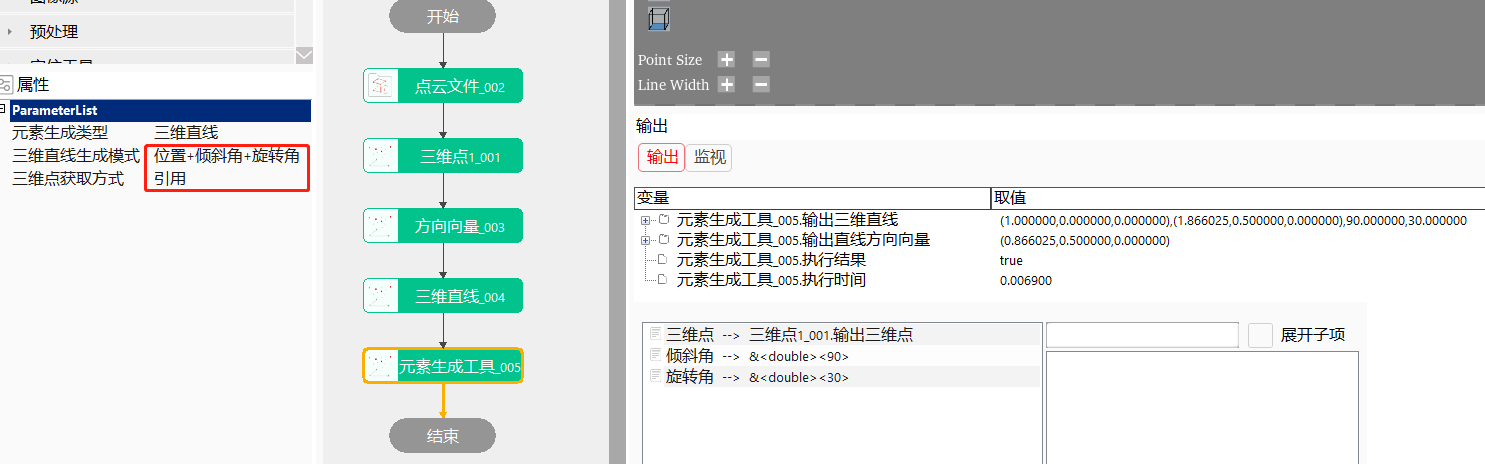 预处理
属性
ParameterList
元素生成类型 三维直线
三维直线生成模式 位置+倾斜角+旋转角
三维点获取方式 引用
开始
点云文件_002
三维点1_001
方向向量_003
三维直线_004
元素生成工具_005
结束
Point Size
Line Width
输出
输出 监视
变量 取值
元素生成工具_005.输出三维直线 (1.000000,0.000000,0.000000),(1.866025,0.500000,0.000000),90.000000,30.000000
元素生成工具_005.输出直线方向向量 (0.866025,0.500000,0.000000)
元素生成工具_005.执行结果 true
元素生成工具_005.执行时间 0.006900
三维点 --> 三维点1_001.输出三维点
倾斜角 --> &<double><90>
旋转角 --> &<double><30>
展开子项